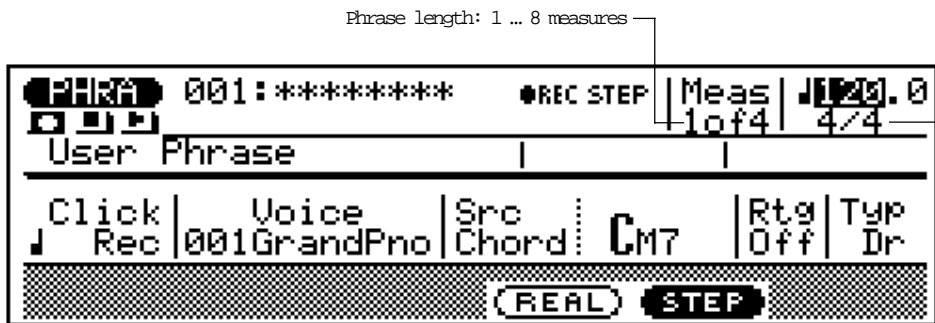 Phrase length: 1 ... 8 measures
PHRA 001:******** ●REC STEP Meas ♩120.0
1of4 4/4
User Phrase
Click Voice Src CM7 Rtg Typ
♩ Rec 001GrandPno Chord Off Dr
REAL STEP